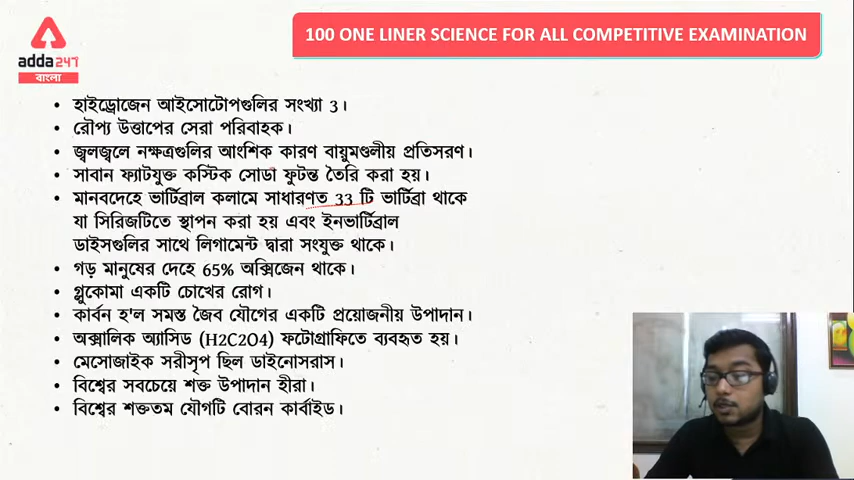 100 ONE LINER SCIENCE FOR ALL COMPETITIVE EXAMINATION
adda247
বাংলা
• হাইড্রোজেন আইসোটোপগুলির সংখ্যা 3।
• রৌপ্য উত্তাপের সেরা পরিবাহক।
• জ্বলজ্বলে নক্ষত্রগুলির আংশিক কারণ বায়ুমণ্ডলীয় প্রতিসরণ।
• সাবান ফ্যাটযুক্ত কস্টিক সোডা ফুটন্ত তৈরি করা হয়।
• মানবদেহে ভার্টিব্রাল কলামে সাধারণত 33 টি ভার্টিব্রা থাকে
যা সিরিজটিতে স্থাপন করা হয় এবং ইনভার্টিব্রাল
ডাইসগুলির সাথে লিগামেন্ট দ্বারা সংযুক্ত থাকে।
• গড় মানুষের দেহে 65% অক্সিজেন থাকে।
• গ্লুকোমা একটি চোখের রোগ।
• কার্বন হ'ল সমস্ত জৈব যৌগের একটি প্রয়োজনীয় উপাদান।
• অক্সালিক অ্যাসিড (H2C2O4) ফটোগ্রাফিতে ব্যবহৃত হয়।
• মেসোজাইক সরীসৃপ ছিল ডাইনোসরাস।
• বিশ্বের সবচেয়ে শক্ত উপাদান হীরা।
• বিশ্বের শক্ততম যৌগটি বোরন কার্বাইড।